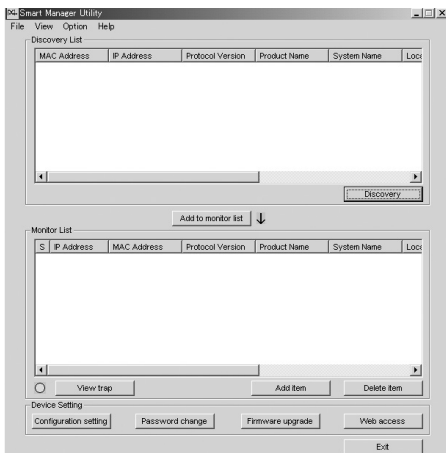 Smart Manager Utility
File View Option Help
Discovery List
MAC Address IP Address Protocol Version Product Name System Name Loca
Discovery
Add to monitor list ↓
Monitor List
S IP Address MAC Address Protocol Version Product Name System Name Loca
View trap Add item Delete item
Device Setting
Configuration setting Password change Firmware upgrade Web access
Exit